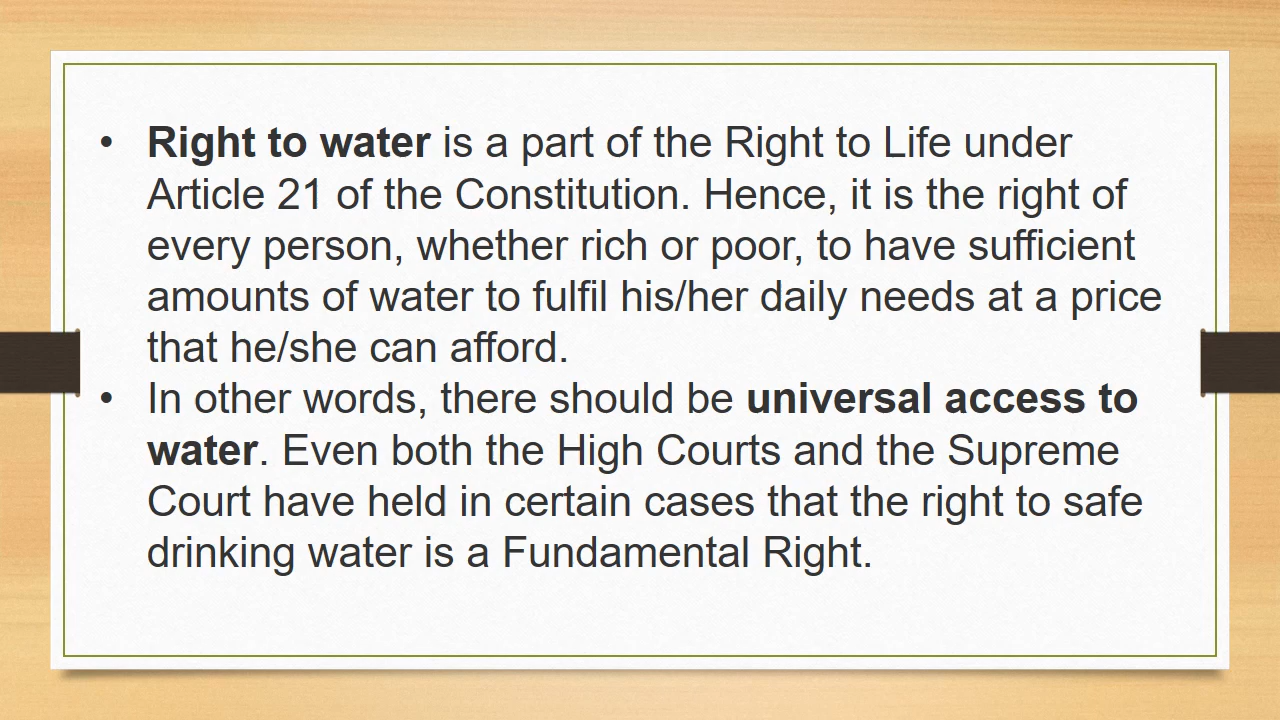 • Right to water is a part of the Right to Life under
Article 21 of the Constitution. Hence, it is the right of
every person, whether rich or poor, to have sufficient
amounts of water to fulfil his/her daily needs at a price
that he/she can afford.
• In other words, there should be universal access to
water. Even both the High Courts and the Supreme
Court have held in certain cases that the right to safe
drinking water is a Fundamental Right.